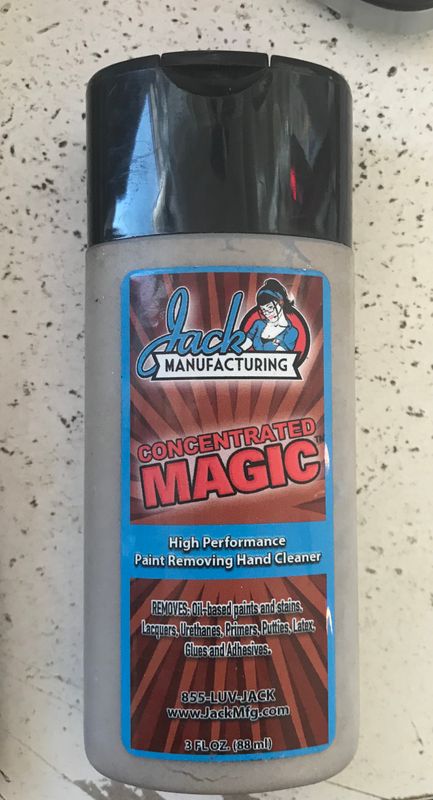 Jack
MANUFACTURING
CONCENTRATED
MAGIC™
High Performance
Paint Removing Hand Cleaner
REMOVES: Oil-based paints and stains,
Lacquers, Urethanes, Primers, Putties, Latex,
Glues and Adhesives.
855-LUV-JACK
www.JackMfg.com
3 FL OZ. (88 ml)